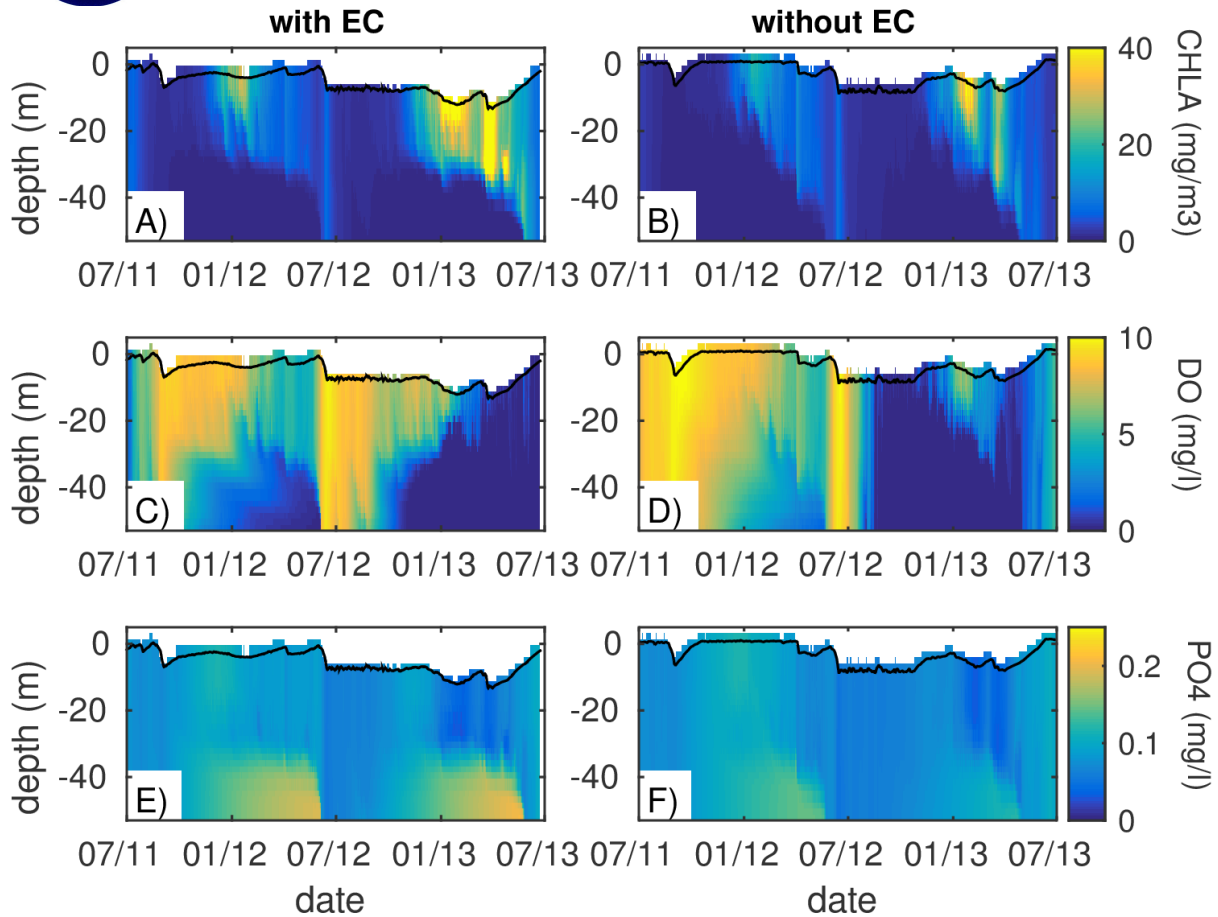 with EC without EC
0
-20
-40
depth (m)
A)
07/11 01/12 07/12 01/13 07/13
0
-20
-40
B)
07/11 01/12 07/12 01/13 07/13
40
20
0
CHLA (mg/m3)
0
-20
-40
depth (m)
C)
07/11 01/12 07/12 01/13 07/13
0
-20
-40
D)
07/11 01/12 07/12 01/13 07/13
10
5
0
DO (mg/l)
0
-20
-40
depth (m)
E)
07/11 01/12 07/12 01/13 07/13
date
0
-20
-40
F)
07/11 01/12 07/12 01/13 07/13
date
0.2
0.1
0
PO4 (mg/l)